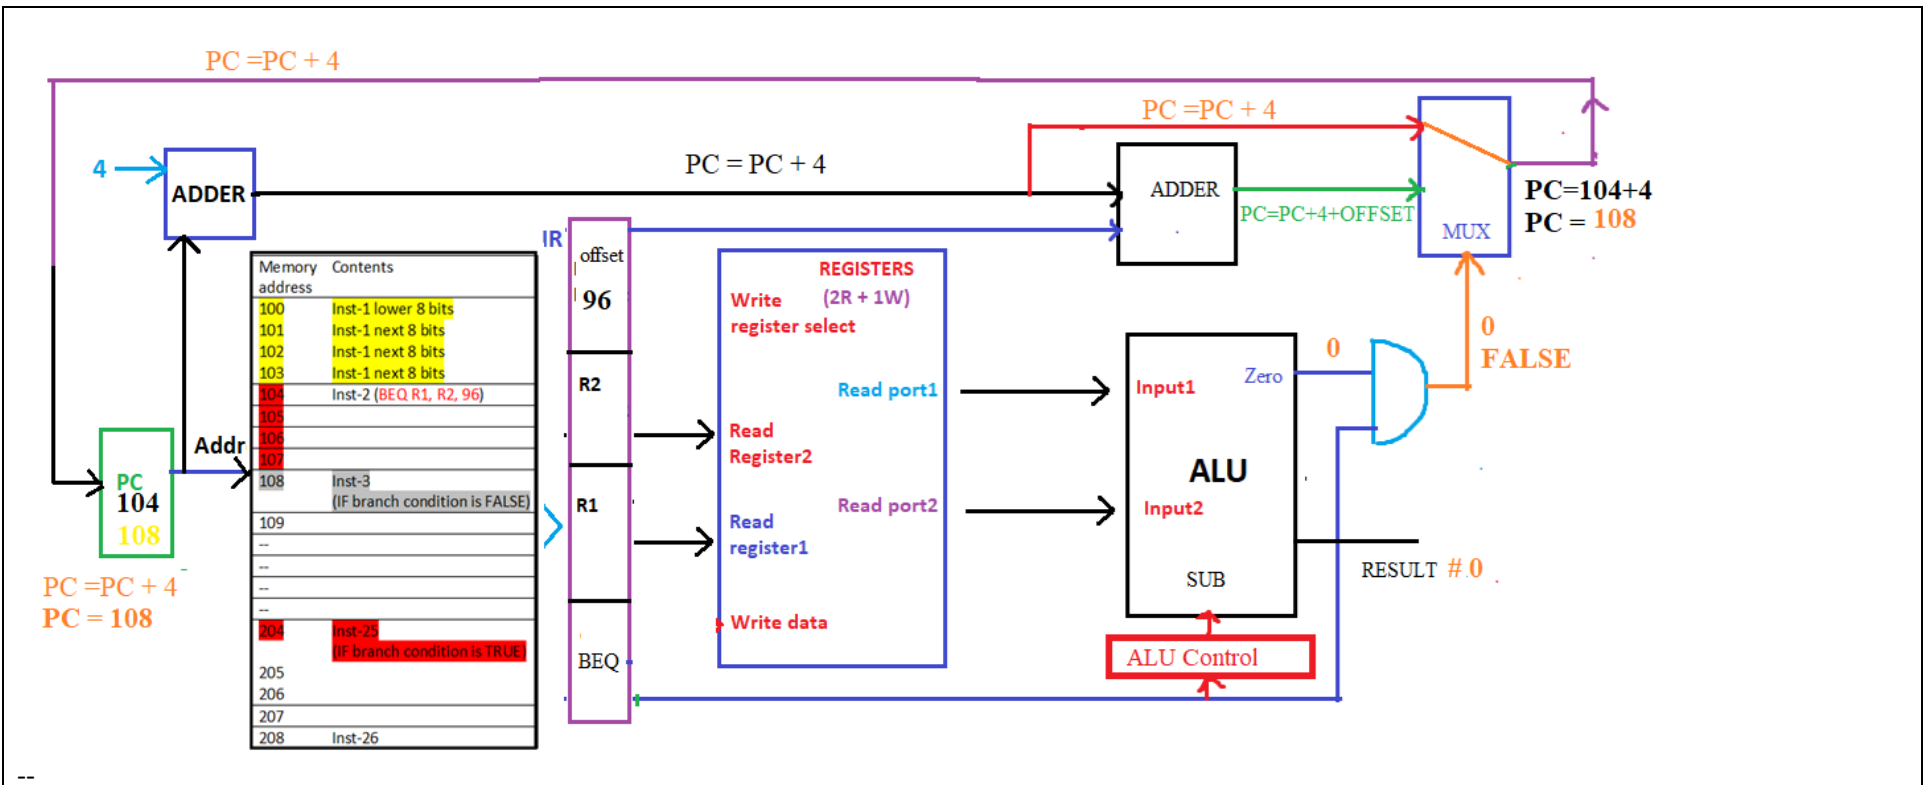 PC =PC + 4
PC =PC + 4
4
ADDER
PC = PC + 4
ADDER
PC=PC+4+OFFSET
MUX
PC=104+4
PC = 108
IR
offset
96
R2
R1
BEQ
Memory address Contents
100 Inst-1 lower 8 bits
101 Inst-1 next 8 bits
102 Inst-1 next 8 bits
103 Inst-1 next 8 bits
104 Inst-2 (BEQ R1, R2, 96)
105
106
107
108 Inst-3
(IF branch condition is FALSE)
109
--
--
--
--
204 Inst-25
(IF branch condition is TRUE)
205
206
207
208 Inst-26
Addr
PC
104
108
PC =PC + 4
PC = 108
REGISTERS
(2R + 1W)
Write
register select
Read port1
Read
Register2
Read port2
Read
register1
Write data
Input1
Zero
ALU
Input2
SUB
ALU Control
0
0
FALSE
RESULT # 0
--